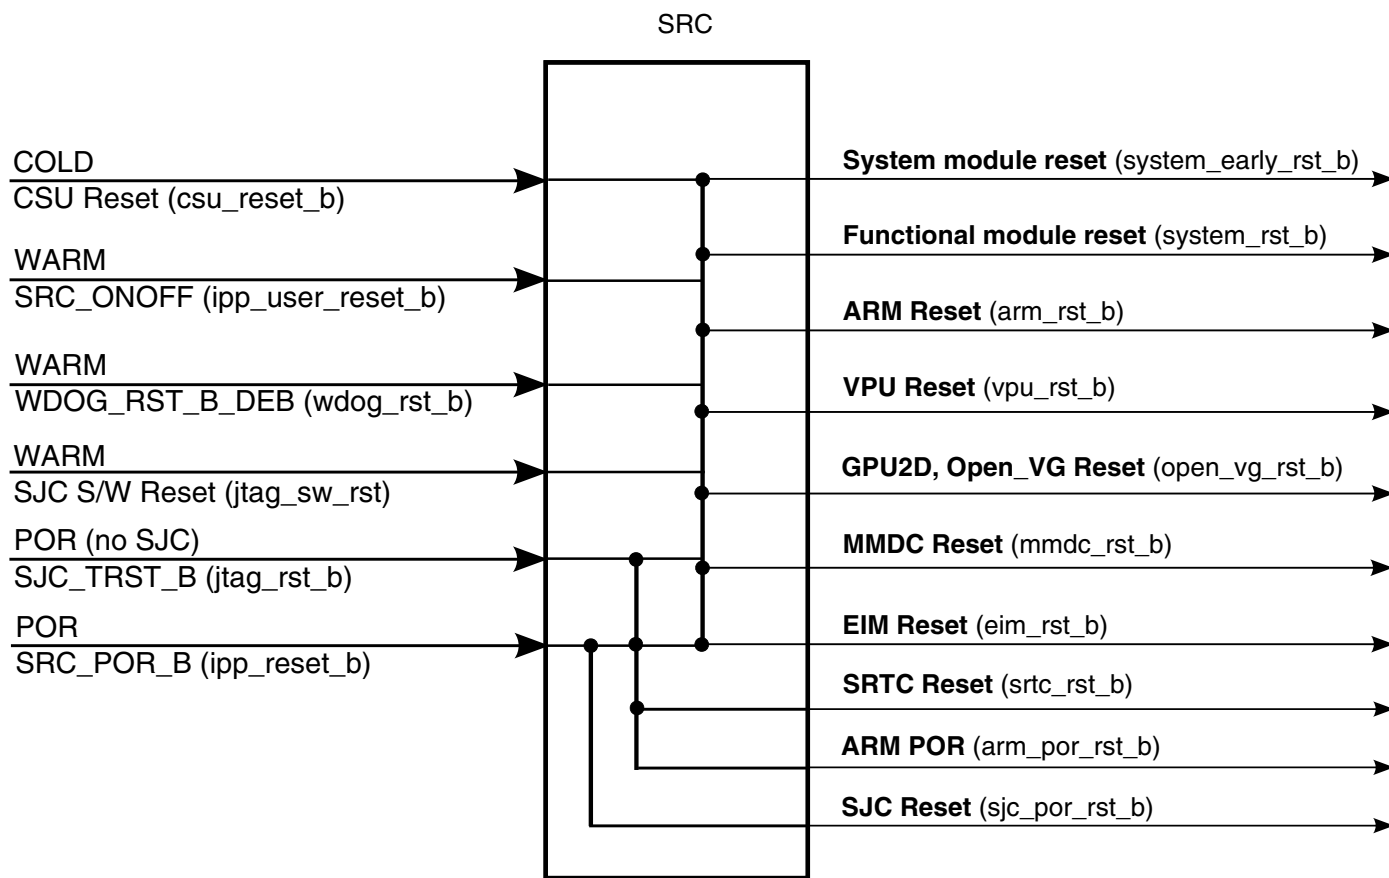 SRC
COLD
CSU Reset (csu_reset_b)
WARM
SRC_ONOFF (ipp_user_reset_b)
WARM
WDOG_RST_B_DEB (wdog_rst_b)
WARM
SJC S/W Reset (jtag_sw_rst)
POR (no SJC)
SJC_TRST_B (jtag_rst_b)
POR
SRC_POR_B (ipp_reset_b)
System module reset (system_early_rst_b)
Functional module reset (system_rst_b)
ARM Reset (arm_rst_b)
VPU Reset (vpu_rst_b)
GPU2D, Open_VG Reset (open_vg_rst_b)
MMDC Reset (mmdc_rst_b)
EIM Reset (eim_rst_b)
SRTC Reset (srtc_rst_b)
ARM POR (arm_por_rst_b)
SJC Reset (sjc_por_rst_b)